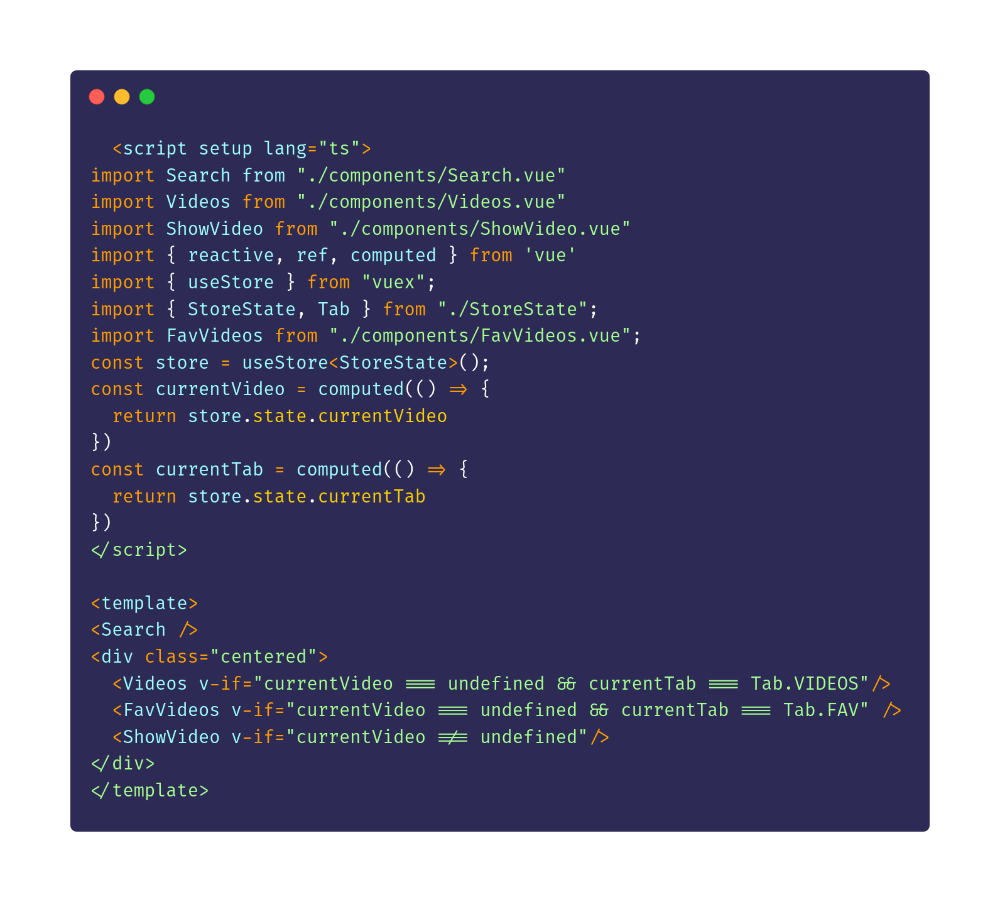 <script setup lang="ts">
import Search from "./components/Search.vue"
import Videos from "./components/Videos.vue"
import ShowVideo from "./components/ShowVideo.vue"
import { reactive, ref, computed } from 'vue'
import { useStore } from "vuex";
import { StoreState, Tab } from "./StoreState";
import FavVideos from "./components/FavVideos.vue";
const store = useStore<StoreState>();
const currentVideo = computed(() => {
  return store.state.currentVideo
})
const currentTab = computed(() => {
  return store.state.currentTab
})
</script>

<template>
<Search />
<div class="centered">
  <Videos v-if="currentVideo === undefined && currentTab === Tab.VIDEOS"/>
  <FavVideos v-if="currentVideo === undefined && currentTab === Tab.FAV" />
  <ShowVideo v-if="currentVideo !== undefined"/>
</div>
</template>